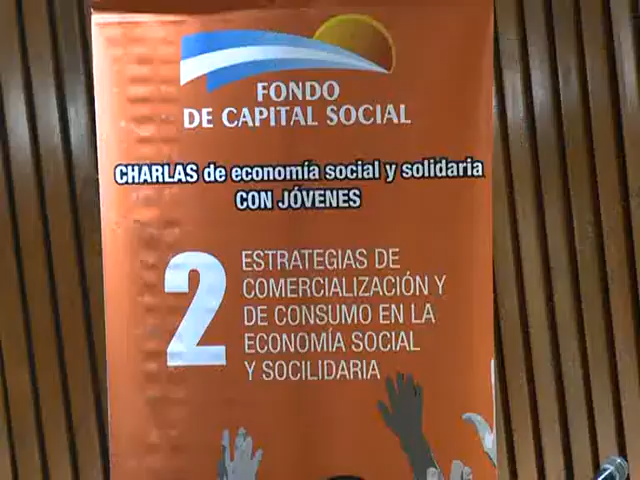 FONDO
DE CAPITAL SOCIAL
CHARLAS de economía social y solidaria
CON JÓVENES
2
ESTRATEGIAS DE
COMERCIALIZACIÓN Y
DE CONSUMO EN LA
ECONOMÍA SOCIAL
Y SOCILIDARIA